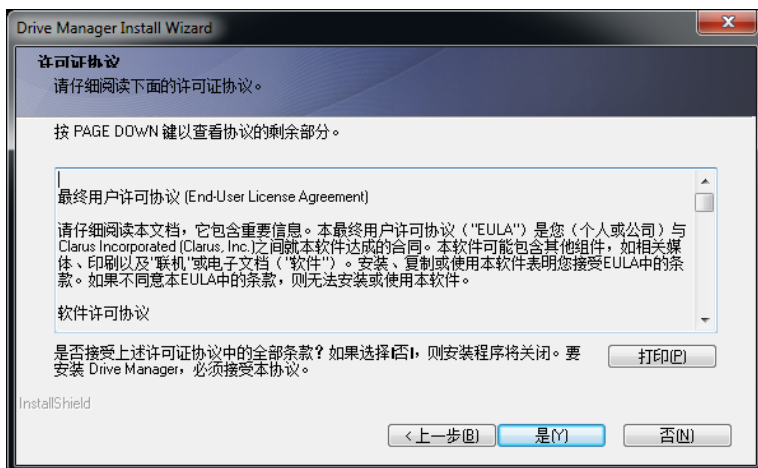 Drive Manager Install Wizard
许可证协议
请仔细阅读下面的许可证协议。
按 PAGE DOWN 键以查看协议的剩余部分。
最终用户许可协议 (End-User License Agreement)
请仔细阅读本文档，它包含重要信息。本最终用户许可协议（"EULA"）是您（个人或公司）与
Clarus Incorporated (Clarus, Inc.)之间就本软件达成的合同。本软件可能包含其他组件，如相关媒
体、印刷以及"联机"或电子文档（"软件"）。安装、复制或使用本软件表明您接受EULA中的条
款。如果不同意本EULA中的条款，则无法安装或使用本软件。
软件许可协议
是否接受上述许可证协议中的全部条款？如果选择[否]，则安装程序将关闭。要
安装 Drive Manager，必须接受本协议。
打印(P)
InstallShield
<上一步(B)
是(Y)
否(N)